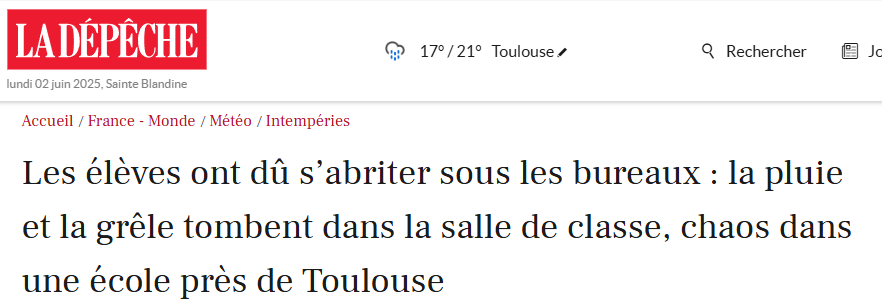 LA DÉPÊCHE
17° / 21° Toulouse
Rechercher
Jo
lundi 02 juin 2025, Sainte Blandine
Accueil / France - Monde / Météo / Intempéries
Les élèves ont dû s’abriter sous les bureaux : la pluie
et la grêle tombent dans la salle de classe, chaos dans
une école près de Toulouse